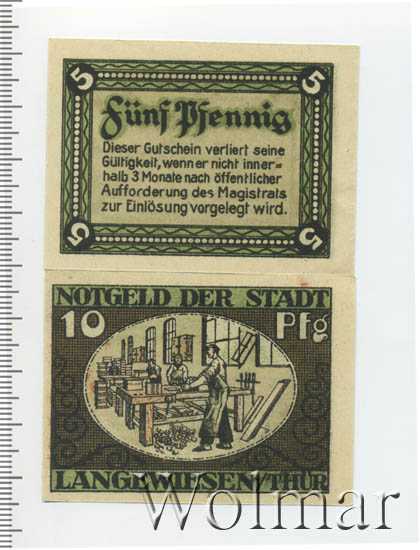 5 5
Fünf Pfennig
Dieser Gutschein verliert seine
Gültigkeit, wenn er nicht inner=
halb 3 Monate nach öffentlicher
Aufforderung des Magistrats
zur Einlösung vorgelegt wird.
5 5
NOTGELD DER STADT
10 Pfg
LANGEWIESEN/THÜR
Wolmar